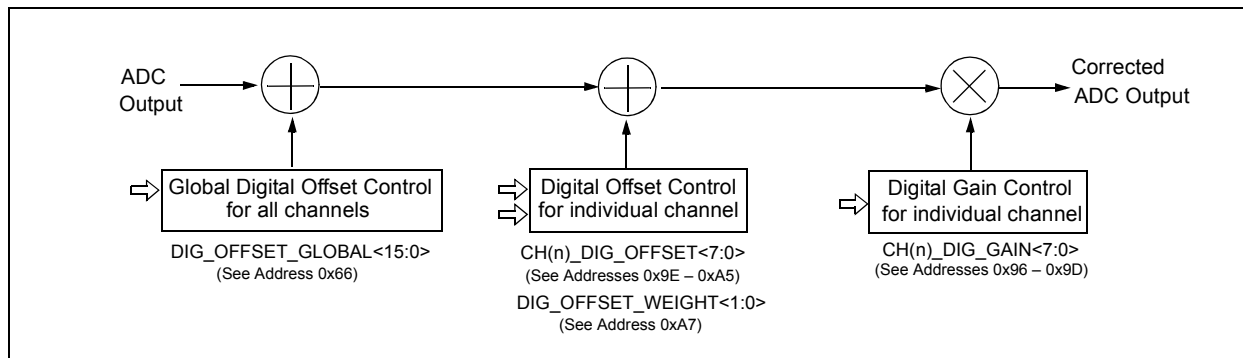 ADC
Output
Corrected
ADC Output
Global Digital Offset Control
for all channels
Digital Offset Control
for individual channel
Digital Gain Control
for individual channel
DIG_OFFSET_GLOBAL<15:0>
(See Address 0x66)
CH(n)_DIG_OFFSET<7:0>
(See Addresses 0x9E – 0xA5)
DIG_OFFSET_WEIGHT<1:0>
(See Address 0xA7)
CH(n)_DIG_GAIN<7:0>
(See Addresses 0x96 – 0x9D)